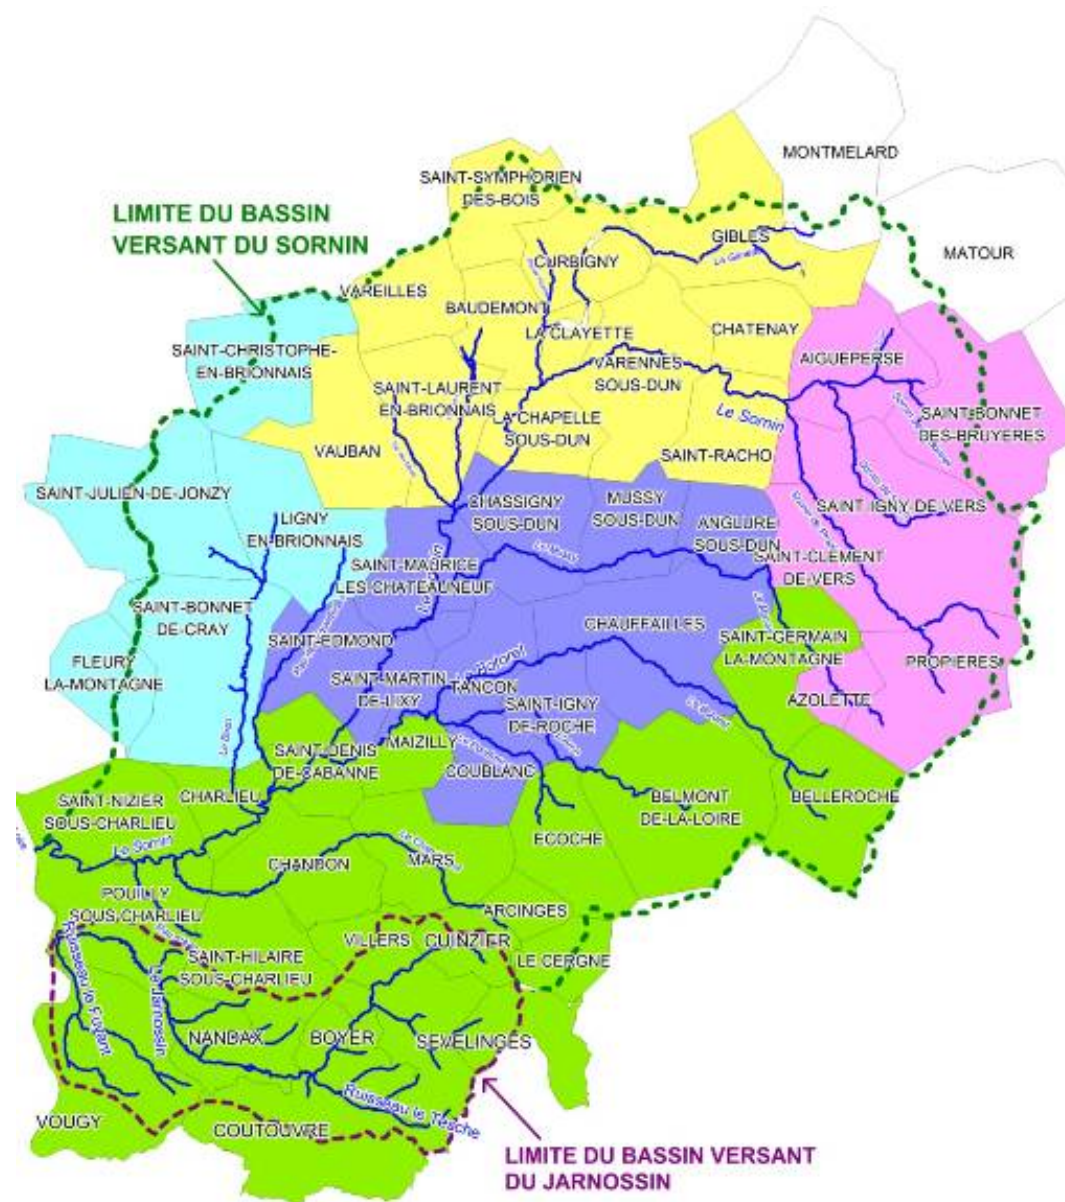 MONTMELARD
SAINT-SYMPHORIEN
DES-BOIS
LIMITE DU BASSIN
VERSANT DU SORNIN
GIBLES
MATOUR
CURBIGNY
VAREILLES
BAUDEMONT
LA CLAYETTE
CHATENAY
SAINT-CHRISTOPHE-
EN-BRIONNAIS
VARENNES
SOUS-DUN
AIGUEPERSE
SAINT-LAURENT
EN-BRIONNAIS
LA CHAPELLE
SOUS-DUN
Le Sornin
SAINT-BONNET
DES-BRUYERES
VAUBAN
SAINT-RACHO
SAINT-JULIEN-DE-JONZY
CHASSIGNY
SOUS-DUN
MUSSY
SOUS-DUN
SAINT IGNY DE VERS
LIGNY
EN-BRIONNAIS
ANGLURE
SOUS-DUN
SAINT-CLEMENT
DE-VERS
SAINT-MAURICE
LES CHATEAUNEUF
SAINT-BONNET
DE-CRAY
SAINT-EDMOND
CHAUFFAILLES
SAINT-GERMAIN
LA-MONTAGNE
FLEURY
LA-MONTAGNE
PROPIERES
SAINT-MARTIN
DE-LIXY
TANCON
SAINT-IGNY
DE-ROCHE
AZOLETTE
SAINT-DENIS
DE-CABANNE
MAIZILLY
COUBLANC
SAINT-NIZIER
SOUS-CHARLIEU
CHARLIEU
BELMONT
DE-LA-LOIRE
BELLEROCHE
ECOCHE
Le Sornin
CHANDON
MARS
POUILLY
SOUS-CHARLIEU
ARCINGES
VILLERS
CUINZIER
SAINT-HILAIRE
SOUS-CHARLIEU
LE CERGNE
Ruisseau le Fuyant
Le Jarnossin
NANDAX
BOYER
SEVELINGES
Ruisseau le Tesche
VOUGY
COUTOUVRE
LIMITE DU BASSIN VERSANT
DU JARNOSSIN